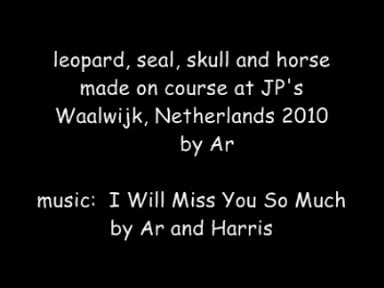 leopard, seal, skull and horse
made on course at JP's
Waalwijk, Netherlands 2010
by Ar
music: I Will Miss You So Much
by Ar and Harris